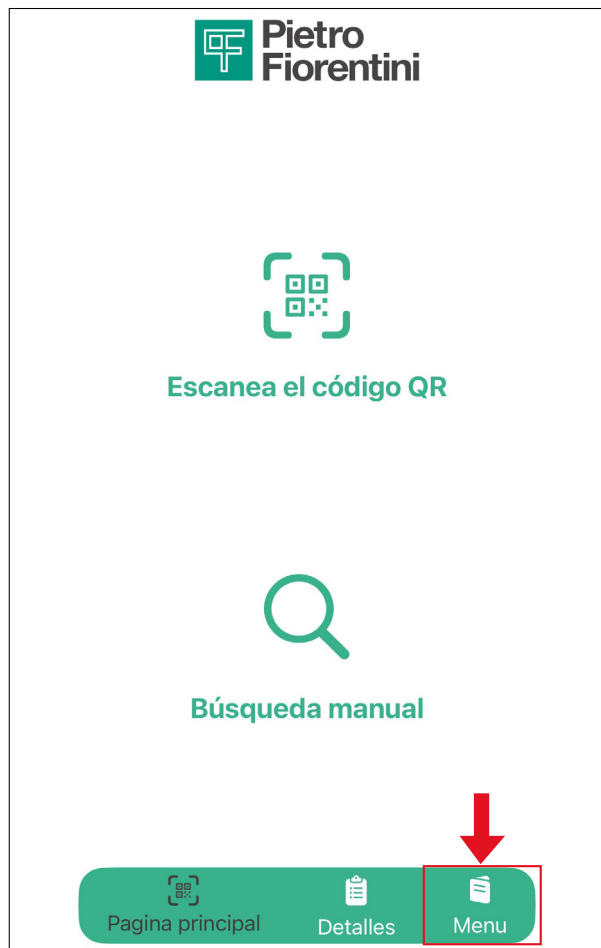 Pietro
Fiorentini
Escanea el código QR
Búsqueda manual
Pagina principal
Detalles
Menu